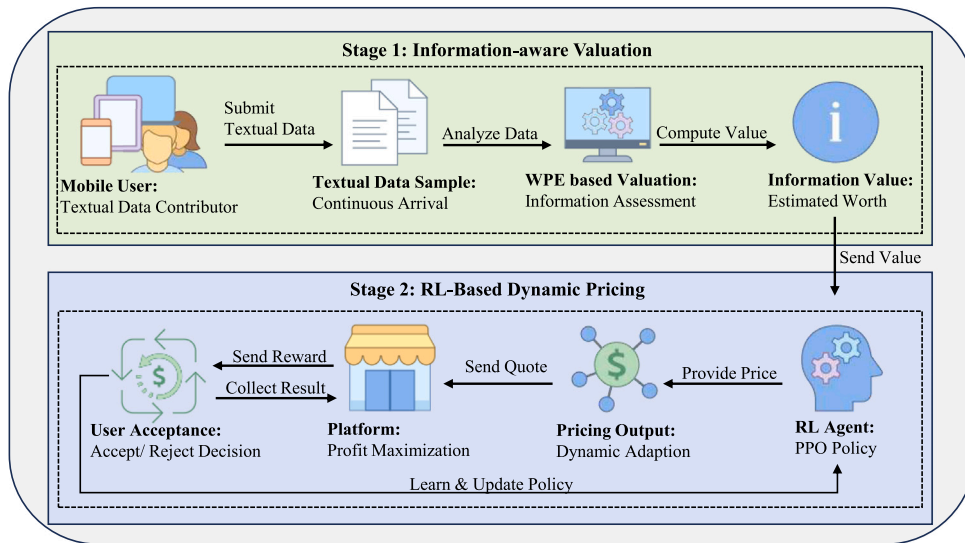 Stage 1: Information-aware Valuation
Submit
Textual Data
Analyze Data
Compute Value
Mobile User:
Textual Data Contributor
Textual Data Sample:
Continuous Arrival
WPE based Valuation:
Information Assessment
Information Value:
Estimated Worth
Send Value
Stage 2: RL-Based Dynamic Pricing
Send Reward
Collect Result
Send Quote
Provide Price
User Acceptance:
Accept/ Reject Decision
Platform:
Profit Maximization
Pricing Output:
Dynamic Adaption
RL Agent:
PPO Policy
Learn & Update Policy